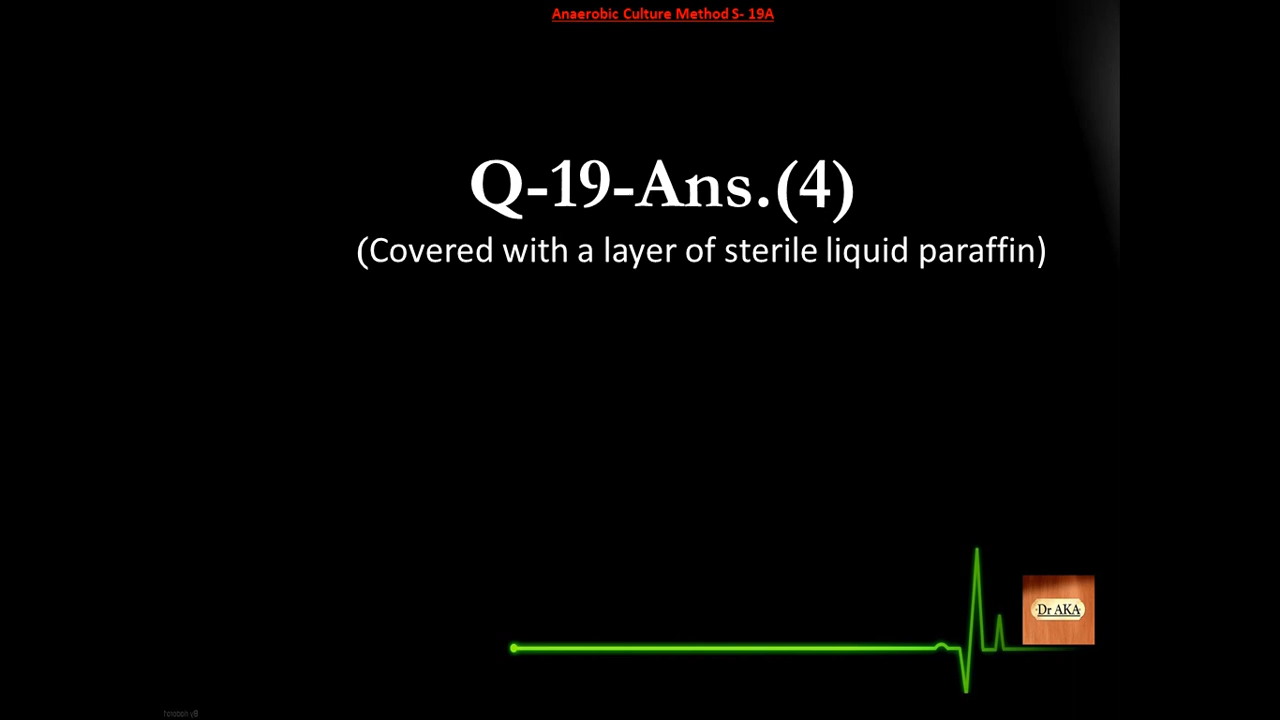 Anaerobic Culture Method S- 19A
Q-19-Ans.(4)
(Covered with a layer of sterile liquid paraffin)
Dr AKA